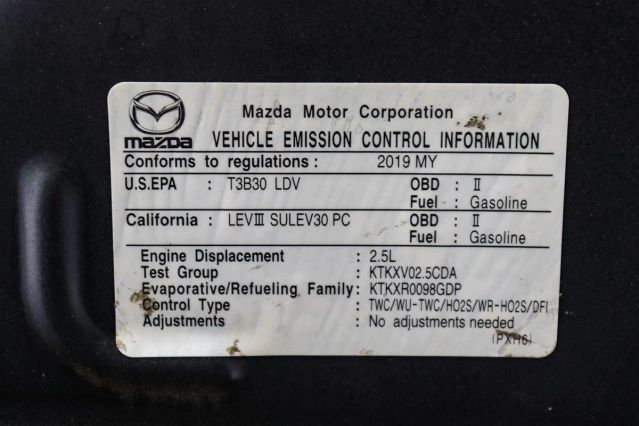 Mazda Motor Corporation
mazda VEHICLE EMISSION CONTROL INFORMATION
Conforms to regulations : 2019 MY
U.S.EPA : T3B30 LDV OBD : II
Fuel : Gasoline
California : LEVIII SULEV30 PC OBD : II
Fuel : Gasoline
Engine Displacement : 2.5L
Test Group : KTKXV02.5CDA
Evaporative/Refueling Family: KTKXR0098GDP
Control Type : TWC/WU-TWC/HO2S/WR-HO2S/DFI
Adjustments : No adjustments needed